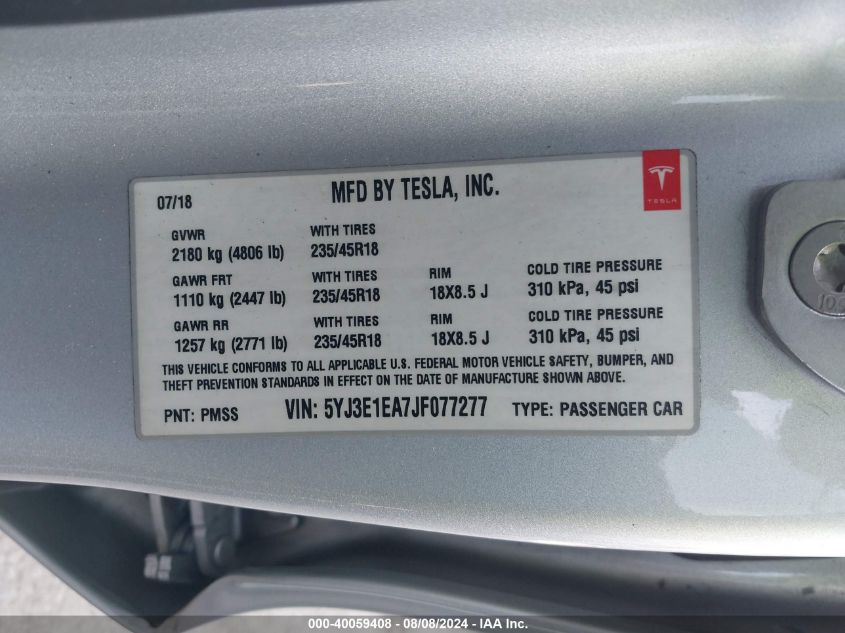 07/18
MFD BY TESLA, INC.
TESLA
GVWR WITH TIRES
2180 kg (4806 lb) 235/45R18
GAWR FRT WITH TIRES RIM COLD TIRE PRESSURE
1110 kg (2447 lb) 235/45R18 18X8.5 J 310 kPa, 45 psi
GAWR RR WITH TIRES RIM COLD TIRE PRESSURE
1257 kg (2771 lb) 235/45R18 18X8.5 J 310 kPa, 45 psi
THIS VEHICLE CONFORMS TO ALL APPLICABLE U.S. FEDERAL MOTOR VEHICLE SAFETY, BUMPER, AND
THEFT PREVENTION STANDARDS IN EFFECT ON THE DATE OF MANUFACTURE SHOWN ABOVE.
PNT: PMSS VIN: 5YJ3E1EA7JF077277 TYPE: PASSENGER CAR
000-40059408 - 08/08/2024 - IAA Inc.